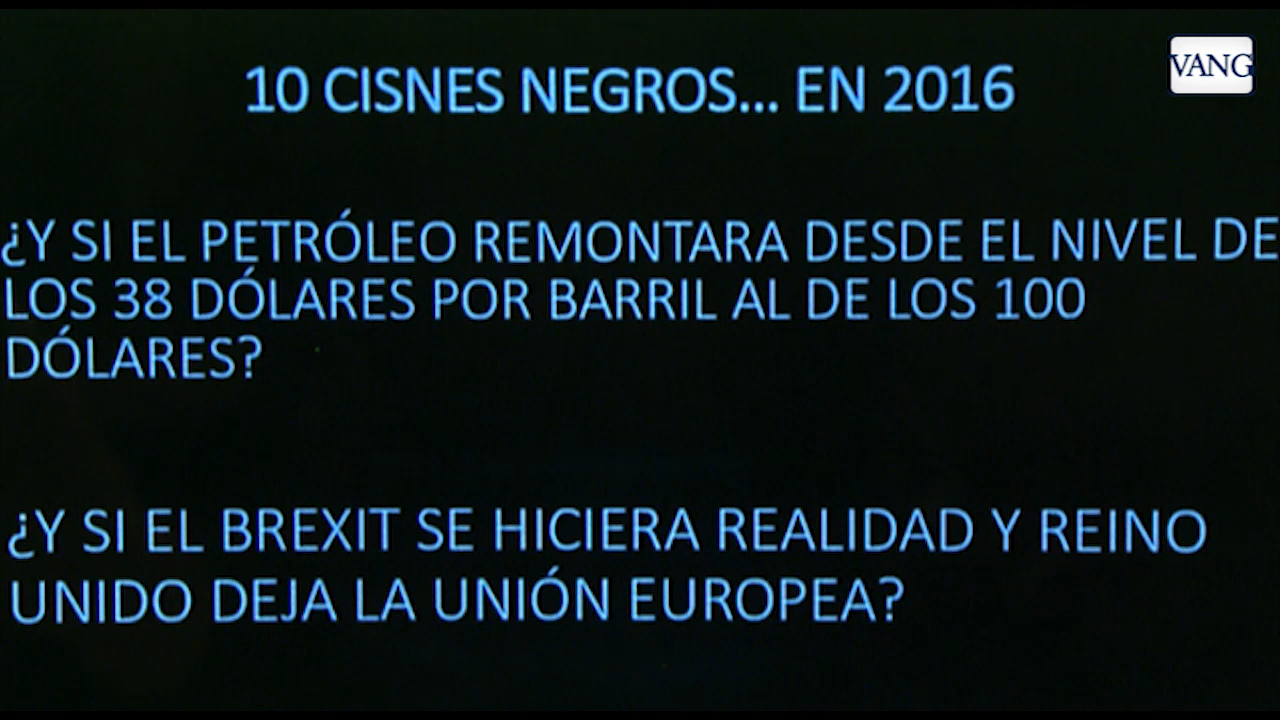 VANG
10 CISNES NEGROS... EN 2016
¿Y SI EL PETRÓLEO REMONTARA DESDE EL NIVEL DE
LOS 38 DÓLARES POR BARRIL AL DE LOS 100
DÓLARES?
¿Y SI EL BREXIT SE HICIERA REALIDAD Y REINO
UNIDO DEJA LA UNIÓN EUROPEA?